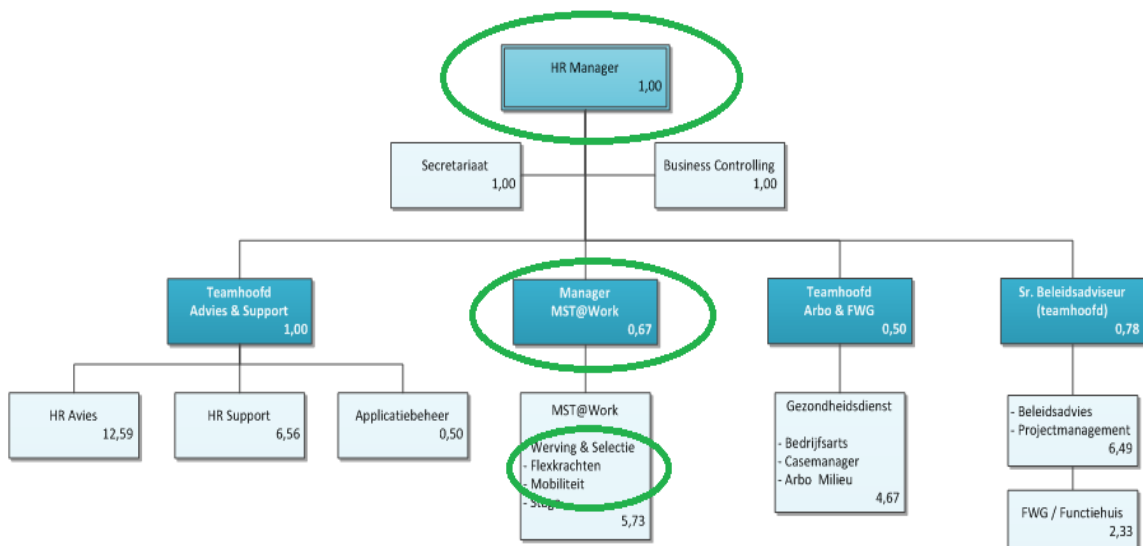 HR Manager
1,00
Secretariaat
1,00
Business Controlling
1,00
Teamhoofd
Advies & Support
1,00
Manager
MST@Work
0,67
Teamhoofd
Arbo & FWG
0,50
Sr. Beleidsadviseur
(teamhoofd)
0,78
HR Avies
12,59
HR Support
6,56
Applicatiebeheer
0,50
MST@Work
- Werving & Selectie
- Flexkrachten
- Mobiliteit
5,73
Gezondheidsdienst
- Bedrijfsarts
- Casemanager
- Arbo Milieu
4,67
- Beleidsadvies
- Projectmanagement
6,49
FWG / Functiehuis
2,33